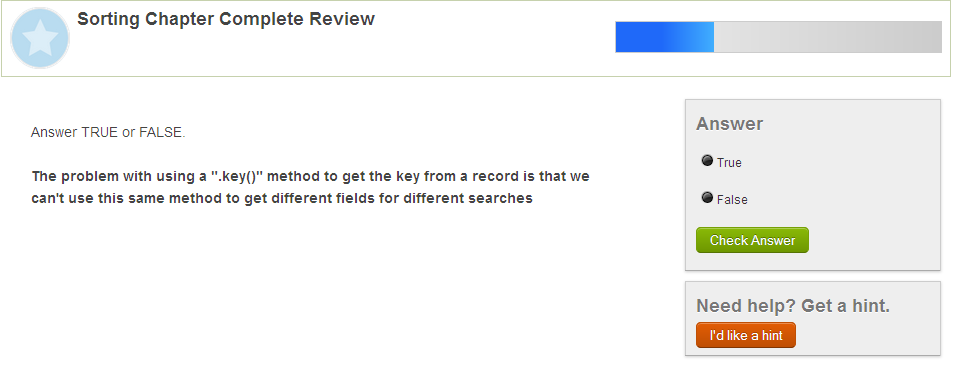 Sorting Chapter Complete Review
Answer TRUE or FALSE.
The problem with using a ".key()" method to get the key from a record is that we
can't use this same method to get different fields for different searches
Answer
True
False
Check Answer
Need help? Get a hint.
I'd like a hint